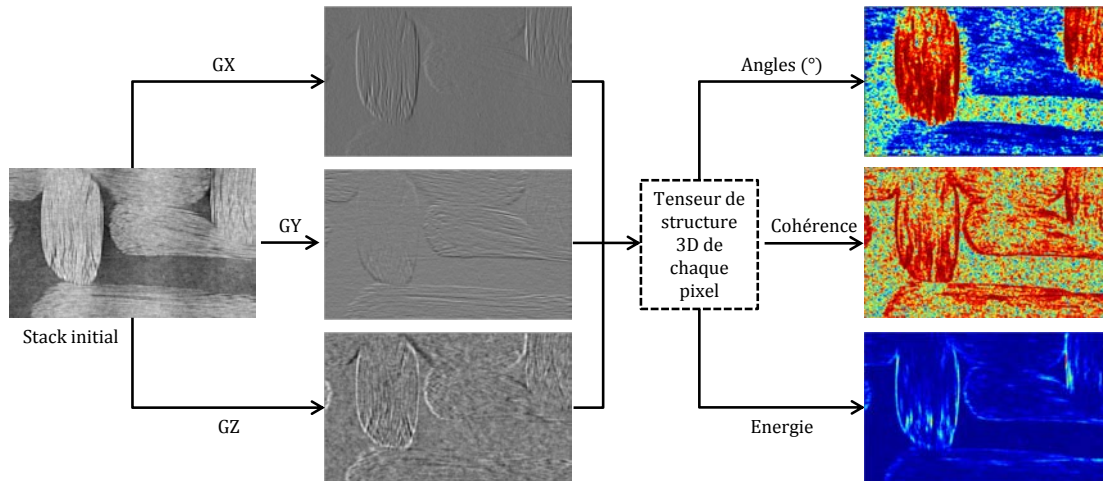 GX
Angles (°)
GY
Tenseur de
structure
3D de
chaque
pixel
Cohérence
Stack initial
GZ
Energie